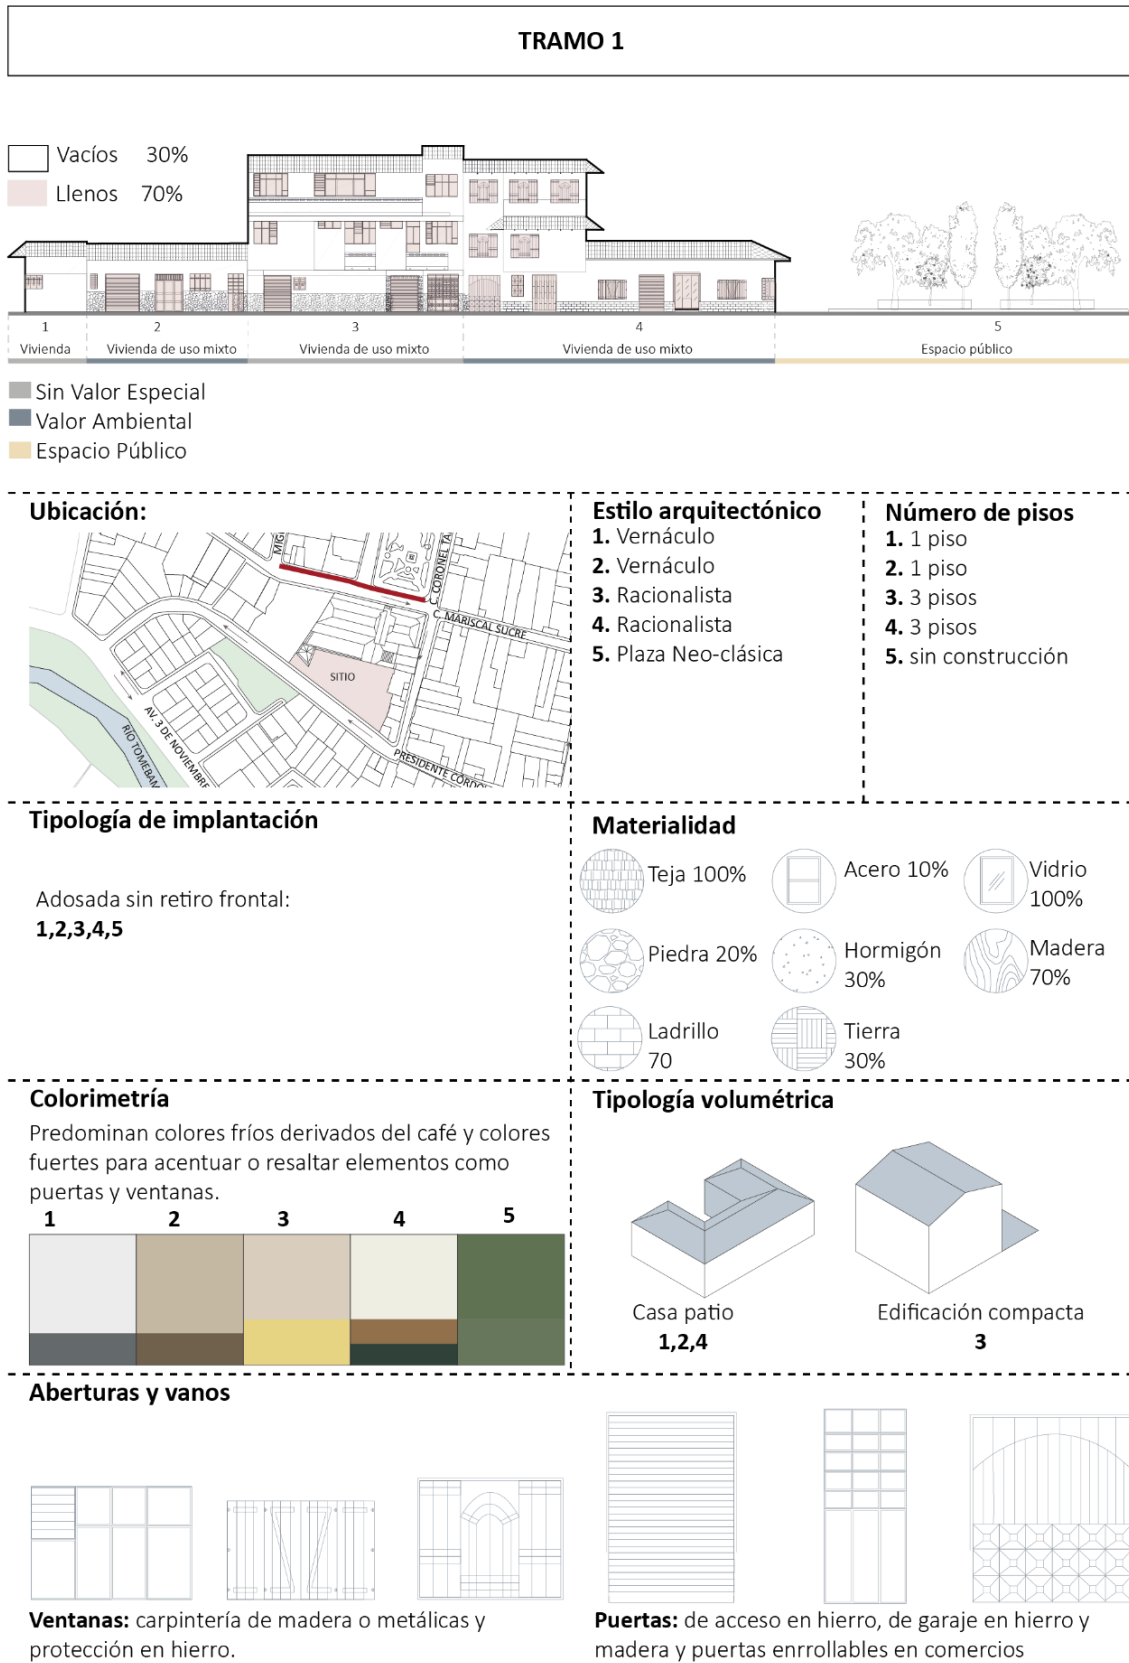 TRAMO 1
Vacíos 30%
Llenos 70%
1 2 3 4 5
Vivienda Vivienda de uso mixto Vivienda de uso mixto Vivienda de uso mixto Espacio público
Sin Valor Especial
Valor Ambiental
Espacio Público
Ubicación:
C. MARISCAL SUCRE
SITIO
AV. 3 DE NOVIEMBRE
PRESIDENTE
Estilo arquitectónico
1. Vernáculo
2. Vernáculo
3. Racionalista
4. Racionalista
5. Plaza Neo-clásica
Número de pisos
1. 1 piso
2. 1 piso
3. 3 pisos
4. 3 pisos
5. sin construcción
Tipología de implantación
Adosada sin retiro frontal:
1,2,3,4,5
Materialidad
Teja 100%
Acero 10%
Vidrio
100%
Piedra 20%
Hormigón
30%
Madera
70%
Ladrillo
70
Tierra
30%
Colorimetría
Predominan colores fríos derivados del café y colores
fuertes para acentuar o resaltar elementos como
puertas y ventanas.
1 2 3 4 5
Tipología volumétrica
Casa patio
1,2,4
Edificación compacta
3
Aberturas y vanos
Ventanas: carpintería de madera o metálicas y
protección en hierro.
Puertas: de acceso en hierro, de garaje en hierro y
madera y puertas enrrollables en comercios